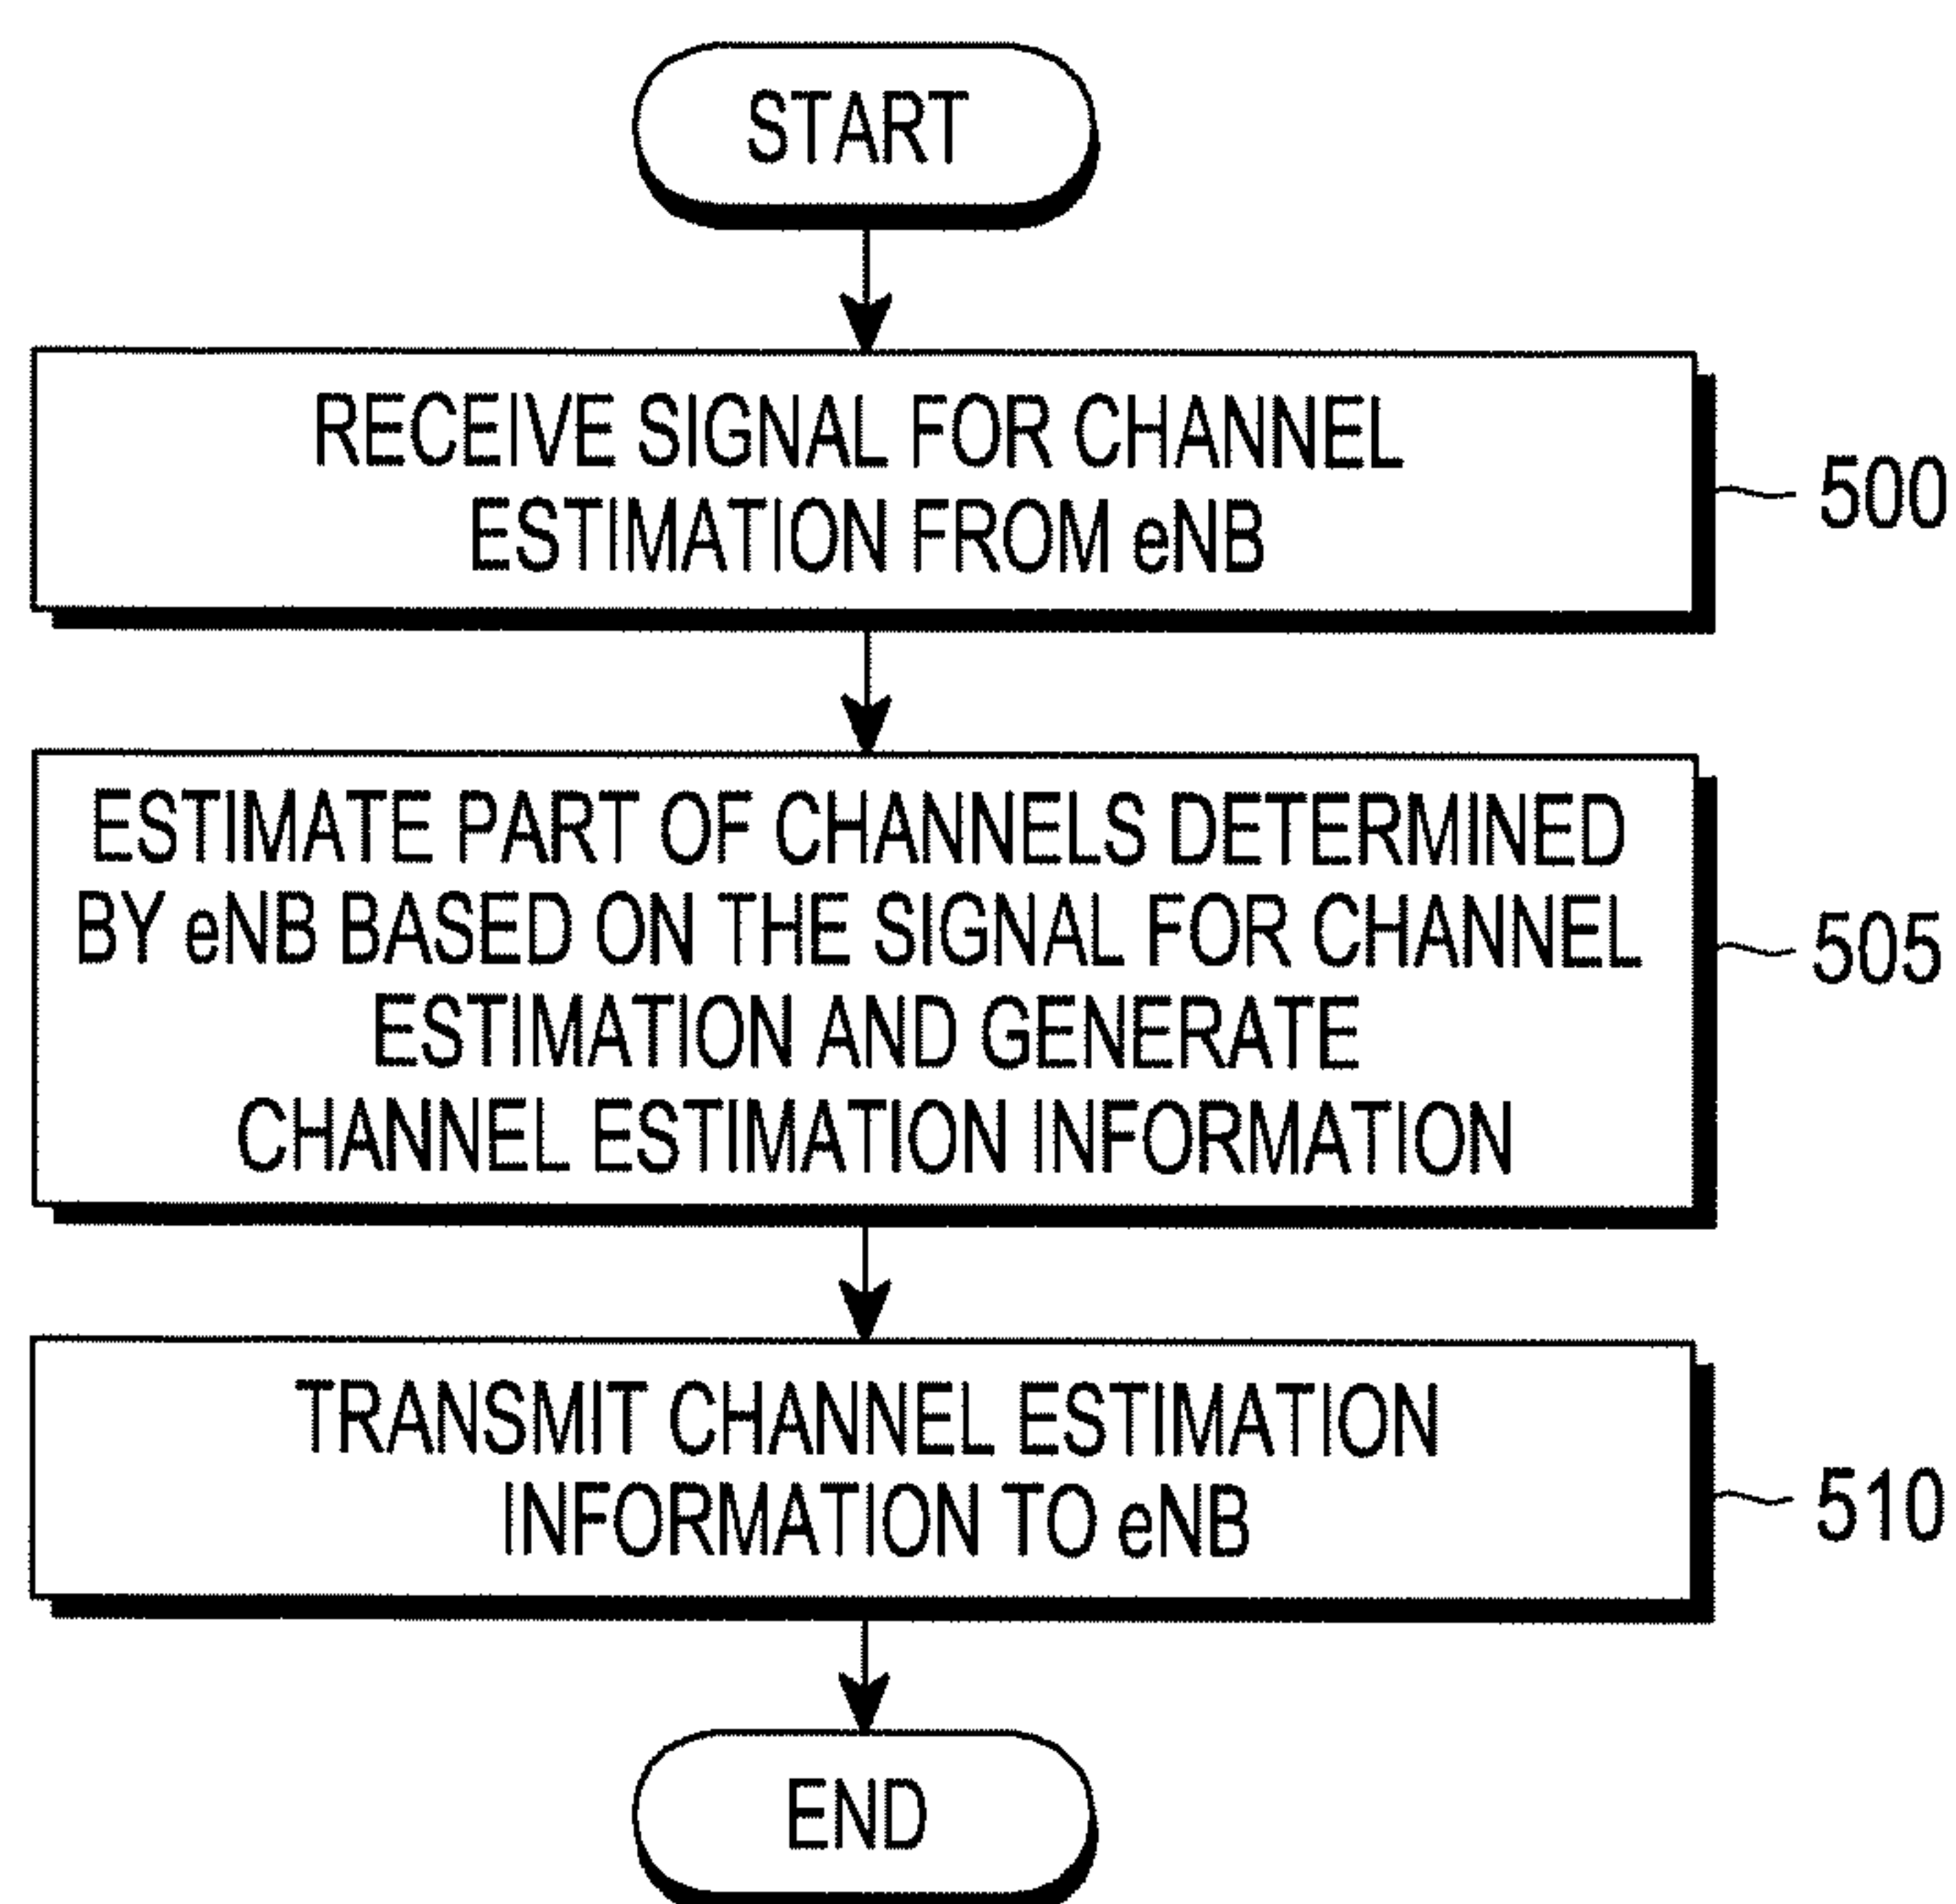 START
RECEIVE SIGNAL FOR CHANNEL
ESTIMATION FROM eNB
500
ESTIMATE PART OF CHANNELS DETERMINED
BY eNB BASED ON THE SIGNAL FOR CHANNEL
ESTIMATION AND GENERATE
CHANNEL ESTIMATION INFORMATION
505
TRANSMIT CHANNEL ESTIMATION
INFORMATION TO eNB
510
END